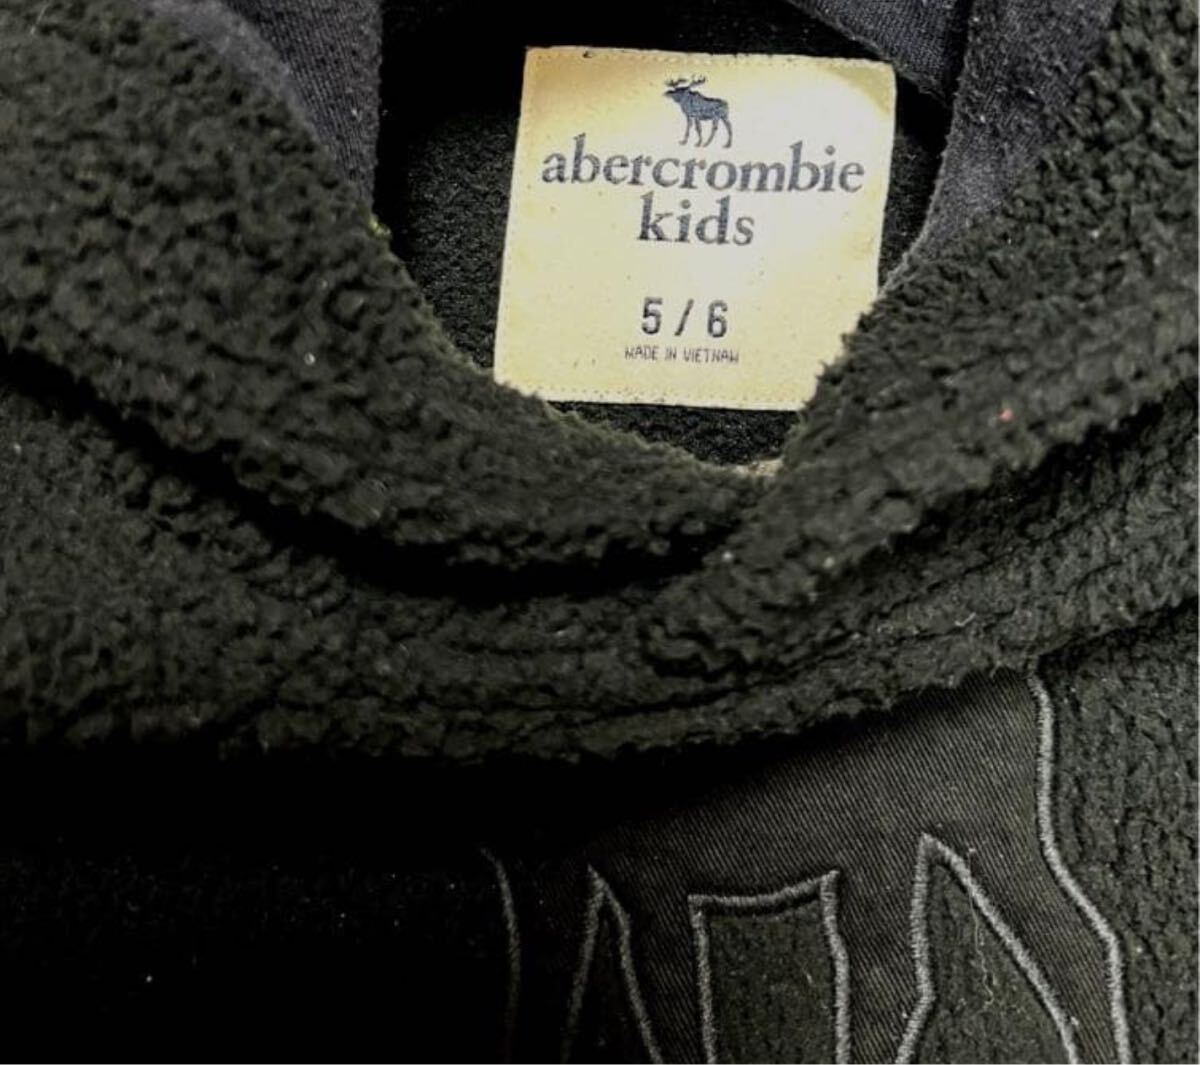 abercrombie
kids
5 / 6
MADE IN VIETNAM